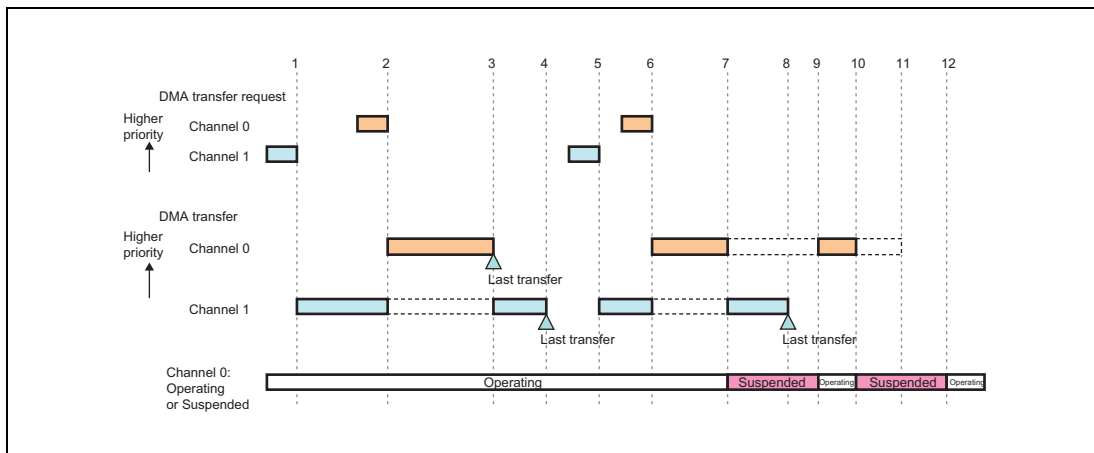 1 2 3 4 5 6 7 8 9 10 11 12
DMA transfer request
Higher
priority
Channel 0
Channel 1
DMA transfer
Higher
priority
Channel 0
Last transfer
Channel 1
Last transfer
Last transfer
Channel 0:
Operating
or Suspended
Operating
Suspended
Operating
Suspended
Operating